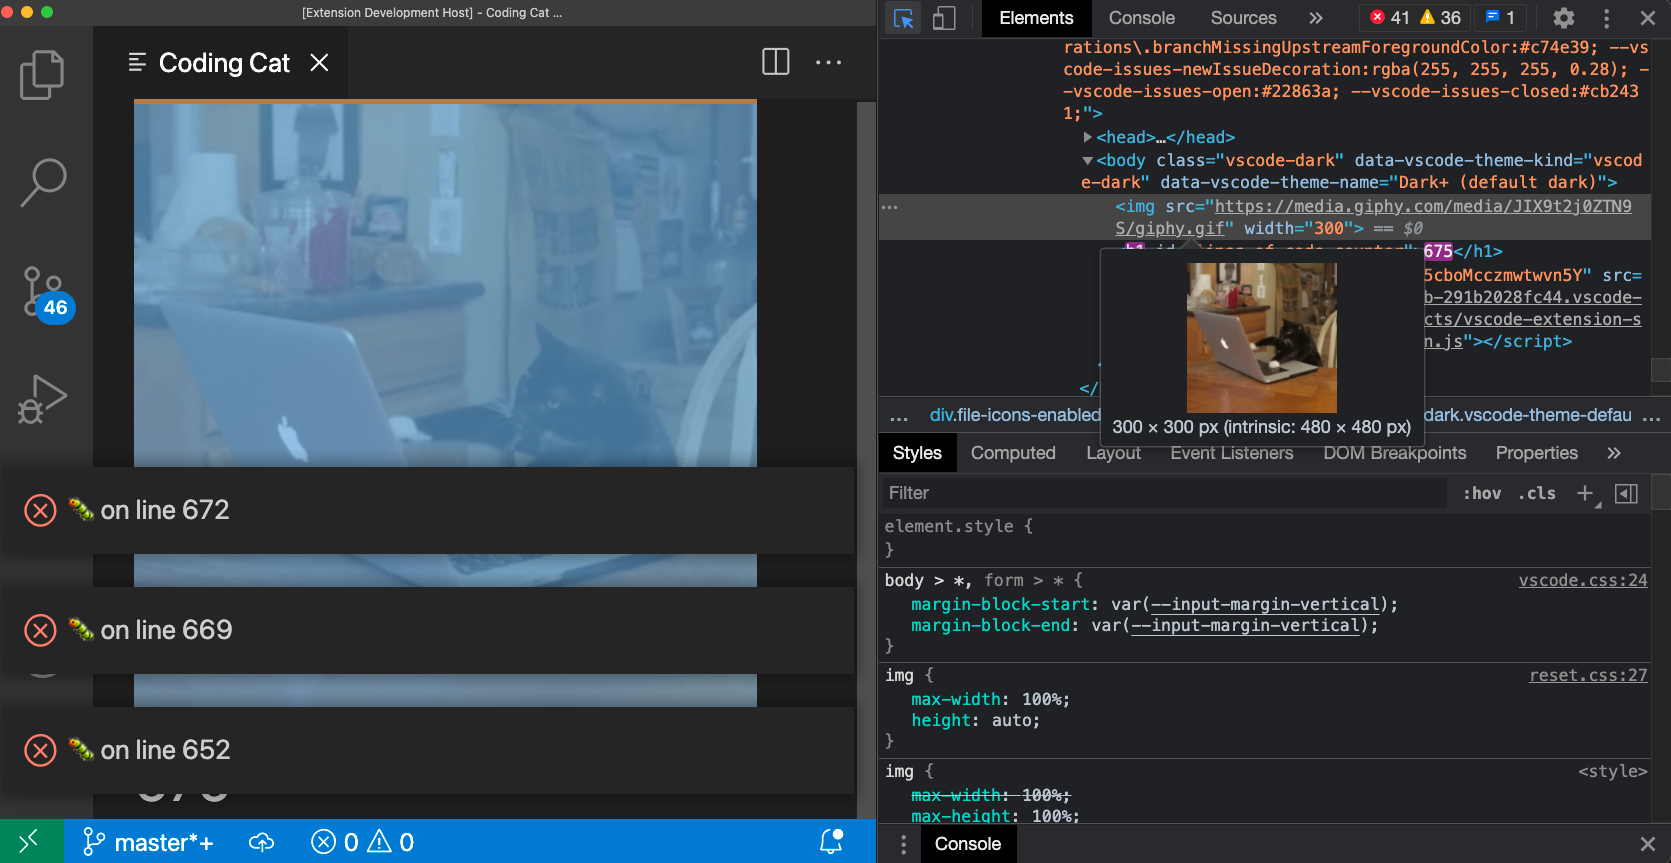 [Extension Development Host] - Coding Cat ...
Coding Cat
46
on line 672
on line 669
on line 652
master*+
0
0
Elements
Console
Sources
41
36
1
rations\.branchMissingUpstreamForegroundColor:#c74e39; --vs
code-issues-newIssueDecoration:rgba(255, 255, 255, 0.28); -
-vscode-issues-open:#22863a; --vscode-issues-closed:#cb243
1;">
<head>…</head>
<body class="vscode-dark" data-vscode-theme-kind="vscod
e-dark" data-vscode-theme-name="Dark+ (default dark)">
<img src="https://media.giphy.com/media/JIX9t2j0ZTN9
S/giphy.gif" width="300"> == $0
<h1 id="lines-of-code-counter">675</h1>
5cboMcczmwtwvn5Y" src=
b-291b2028fc44.vscode-
cts/vscode-extension-s
n.js"></script>
</
300 × 300 px (intrinsic: 480 × 480 px)
... div.file-icons-enabled
dark.vscode-theme-defau ...
Styles
Computed
Layout
Event Listeners
DOM Breakpoints
Properties
Filter
:hov
.cls
element.style {
}
body > *, form > * {
vscode.css:24
margin-block-start: var(--input-margin-vertical);
margin-block-end: var(--input-margin-vertical);
}
img {
reset.css:27
max-width: 100%;
height: auto;
}
img {
<style>
max-width: 100%;
max-height: 100%;
Console